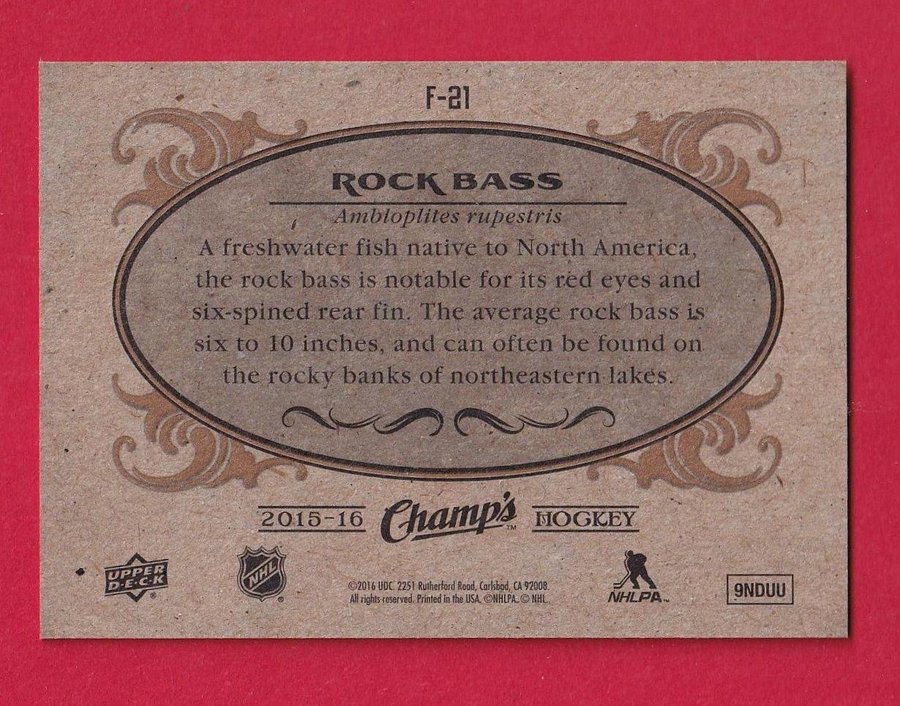 F-21
ROCK BASS
Ambloplites rupestris
A freshwater fish native to North America,
the rock bass is notable for its red eyes and
six-spined rear fin. The average rock bass is
six to 10 inches, and can often be found on
the rocky banks of northeastern lakes.
2015-16 Champ's™ HOCKEY
UPPER
D·E·C·K®
NHL®
©2016 UDC. 2251 Rutherford Road, Carlsbad, CA 92008.
All rights reserved. Printed in the USA. ©NHLPA. © NHL.
NHLPA™
9NDUU